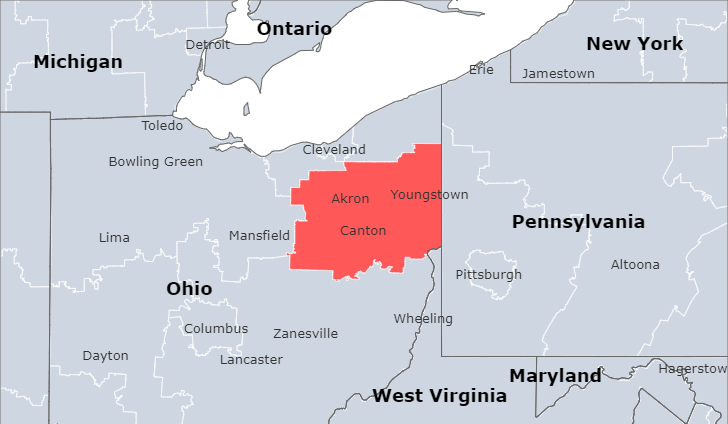 Ontario
New York
Detroit
Michigan
Erie
Jamestown
Toledo
Cleveland
Bowling Green
Akron
Youngstown
Pennsylvania
Canton
Mansfield
Lima
Altoona
Pittsburgh
Ohio
Wheeling
Columbus
Zanesville
Dayton
Lancaster
Hagerstow
Maryland
West Virginia